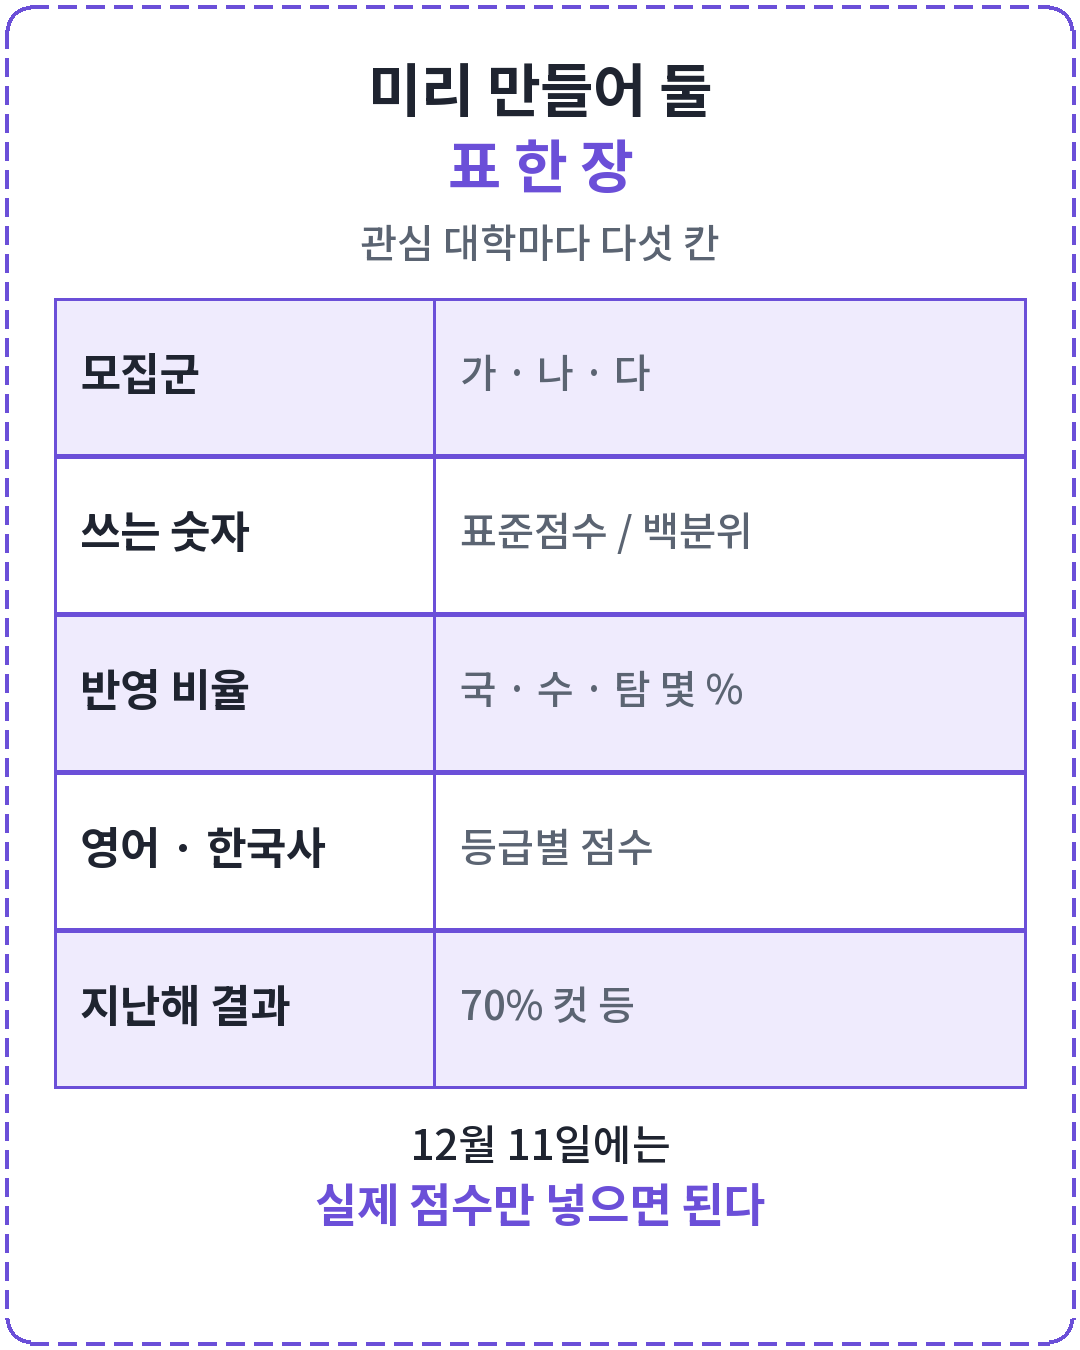 미리 만들어 둘
표 한 장
관심 대학마다 다섯 칸
모집군
가 · 나 · 다
쓰는 숫자
표준점수 / 백분위
반영 비율
국 · 수 · 탐 몇 %
영어 · 한국사
등급별 점수
지난해 결과
70% 컷 등
12월 11일에는
실제 점수만 넣으면 된다